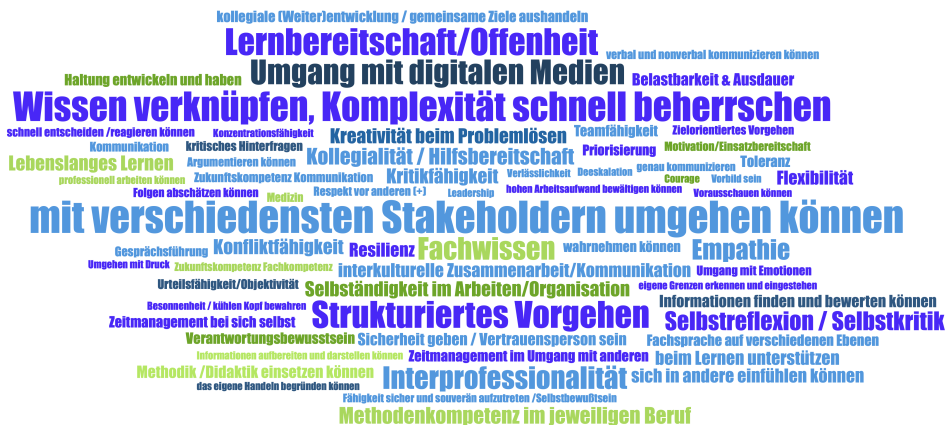 kollegiale (Weiter)entwicklung / gemeinsame Ziele aushandeln
Lernbereitschaft/Offenheit
verbal und nonverbal kommunizieren können
Haltung entwickeln und haben
Umgang mit digitalen Medien
Belastbarkeit & Ausdauer
Wissen verknüpfen, Komplexität schnell beherrschen
schnell entscheiden /reagieren können
Konzentrationsfähigkeit
Kreativität beim Problemlösen
Teamfähigkeit
Zielorientiertes Vorgehen
Kommunikation
kritisches Hinterfragen
Priorisierung
Motivation/Einsatzbereitschaft
Lebenslanges Lernen
Argumentieren können
Kollegialität / Hilfsbereitschaft
genau kommunizieren
Toleranz
professionell arbeiten können
Zukunftskompetenz Kommunikation
Kritikfähigkeit
Verlässlichkeit
Deeskalation
Courage
Vorbild sein
Flexibilität
Folgen abschätzen können
Medizin
Respekt vor anderen (+)
Leadership
hohen Arbeitsaufwand bewältigen können
Vorausschauen können
mit verschiedensten Stakeholdern umgehen können
Gesprächsführung
Konfliktfähigkeit
Resilienz
Fachwissen
wahrnehmen können
Empathie
Umgehen mit Druck
Zukunftskompetenz Fachkompetenz
interkulturelle Zusammenarbeit/Kommunikation
Umgang mit Emotionen
Urteilsfähigkeit/Objektivität
Selbständigkeit im Arbeiten/Organisation
eigene Grenzen erkennen und eingestehen
Besonnenheit / kühlen Kopf bewahren
Strukturiertes Vorgehen
Informationen finden und bewerten können
Zeitmanagement bei sich selbst
Selbstreflexion / Selbstkritik
Verantwortungsbewusstsein
Sicherheit geben / Vertrauensperson sein
Fachsprache auf verschiedenen Ebenen
Informationen aufbereiten und darstellen können
Zeitmanagement im Umgang mit anderen
beim Lernen unterstützen
Methodik /Didaktik einsetzen können
Interprofessionalität
sich in andere einfühlen können
das eigene Handeln begründen können
Fähigkeit sicher und souverän aufzutreten /Selbstbewußtsein
Methodenkompetenz im jeweiligen Beruf